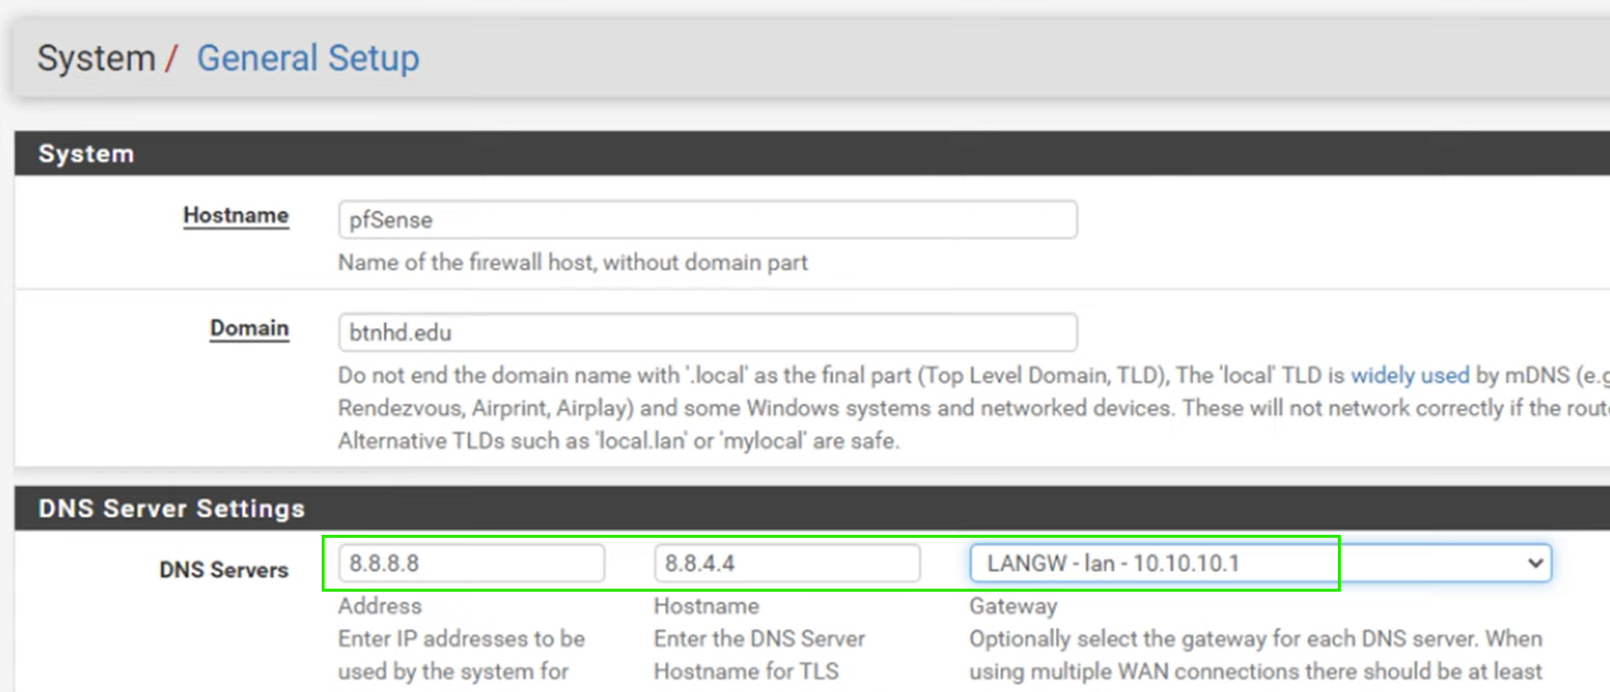 System / General Setup
System
Hostname
pfSense
Name of the firewall host, without domain part
Domain
btnhd.edu
Do not end the domain name with '.local' as the final part (Top Level Domain, TLD), The 'local' TLD is widely used by mDNS (e.g
Rendezvous, Airprint, Airplay) and some Windows systems and networked devices. These will not network correctly if the route
Alternative TLDs such as 'local.lan' or 'mylocal' are safe.
DNS Server Settings
DNS Servers
8.8.8.8
8.8.4.4
LANGW - lan - 10.10.10.1
Address
Hostname
Gateway
Enter IP addresses to be
used by the system for
Enter the DNS Server
Hostname for TLS
Optionally select the gateway for each DNS server. When
using multiple WAN connections there should be at least